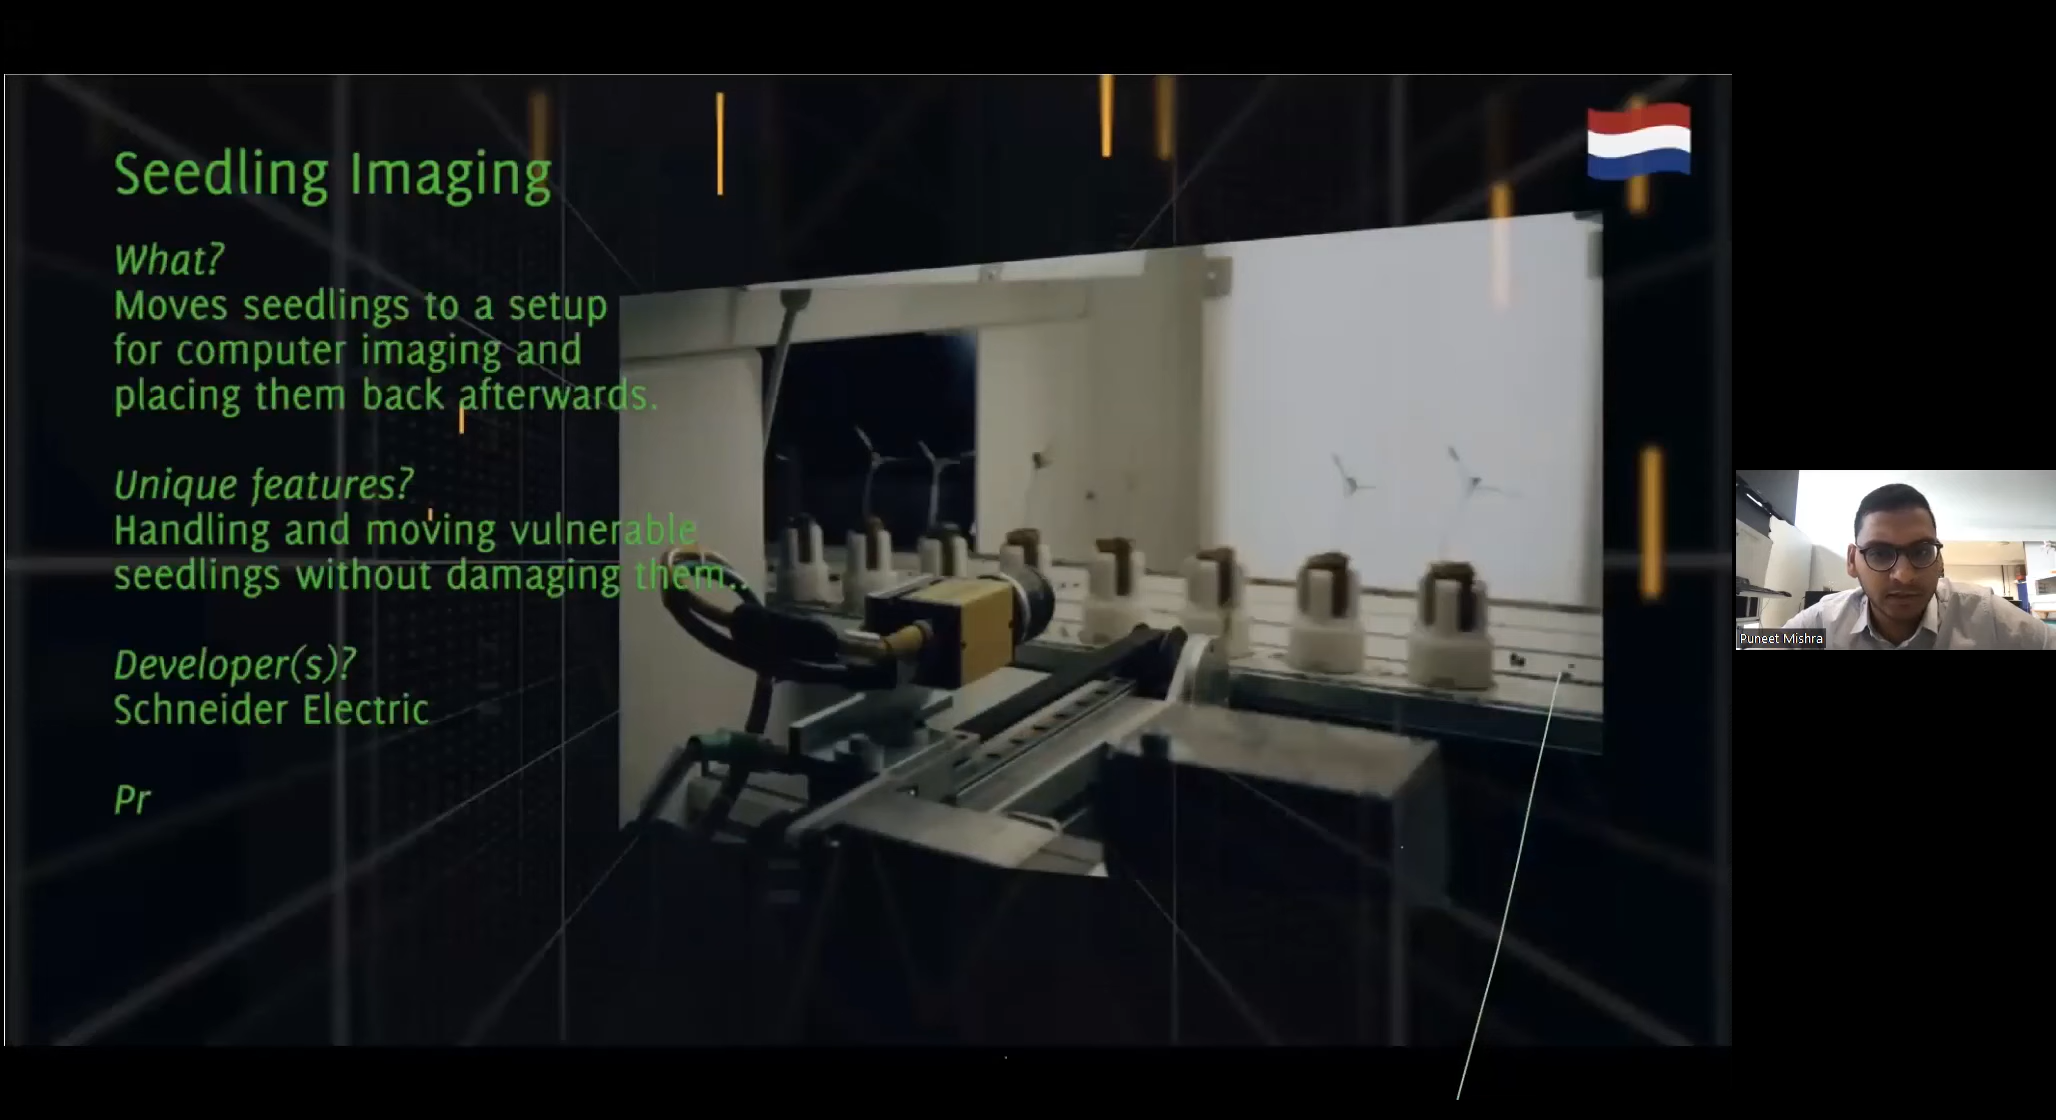 Seedling Imaging
What?
Moves seedlings to a setup
for computer imaging and
placing them back afterwards.
Unique features?
Handling and moving vulnerable
seedlings without damaging them..
Developer(s)?
Schneider Electric
Pr
Puneet Mishra